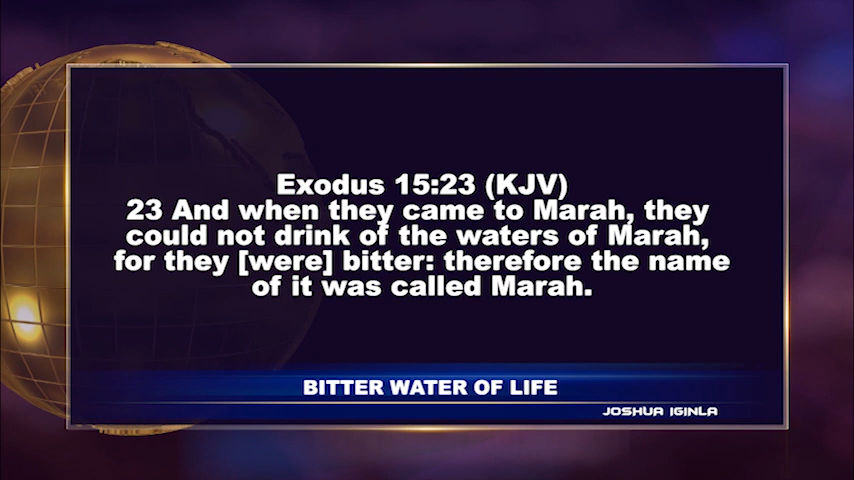 Exodus 15:23 (KJV)
23 And when they came to Marah, they
could not drink of the waters of Marah,
for they [were] bitter: therefore the name
of it was called Marah.
BITTER WATER OF LIFE
JOSHUA IGINLA